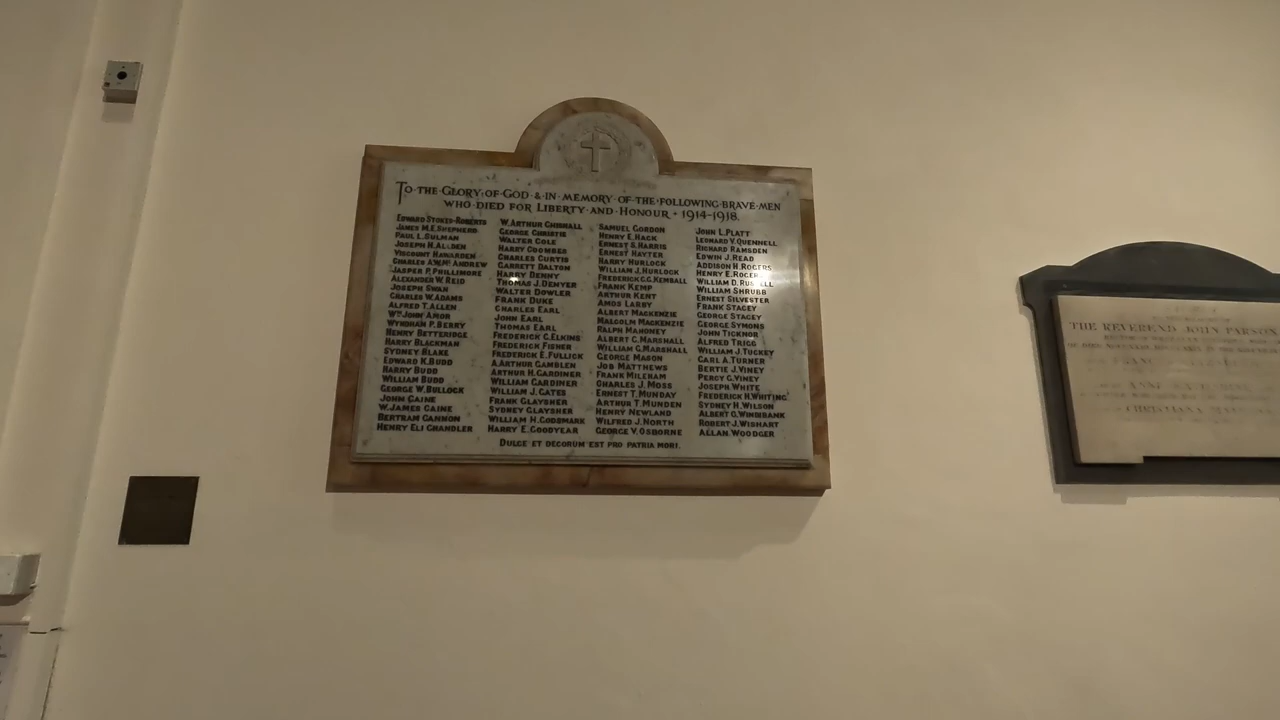 TO THE GLORY OF GOD & IN MEMORY OF THE FOLLOWING BRAVE MEN
WHO DIED FOR LIBERTY AND HONOUR · 1914-1918.
EDWARD STOKES-ROBERTS
JAMES M.E. SHEPHERD
PAUL L. SULMAN
JOSEPH H. ALLDEN
VISCOUNT HAWARDEN
CHARLES A.W. Mc ANDREW
JASPER P. PHILLIMORE
ALEXANDER W. REID
JOSEPH SWAN
CHARLES W. ADAMS
ALFRED T. ALLEN
Wm JOHN AMOR
WYNDHAM P. BERRY
HENRY BETTERIDGE
HARRY BLACKMAN
SYDNEY BLAKE
EDWARD K. BUDD
HARRY BUDD
WILLIAM BUDD
GEORGE W. BULLOCK
JOHN CAINE
W. JAMES CAINE
BERTRAM CANNON
HENRY ELI CHANDLER
W. ARTHUR CHISHALL
GEORGE CHRISTIE
WALTER COLE
HARRY COOMBES
CHARLES CURTIS
GARRETT DALTON
HARRY DENNY
THOMAS J. DENYER
WALTER DOWLER
FRANK DUKE
CHARLES EARL
JOHN EARL
THOMAS EARL
FREDERICK G. ELKINS
FREDERICK FISHER
FREDERICK E. FULLICK
A. ARTHUR GAMBLEN
ARTHUR H. GARDINER
WILLIAM GARDINER
WILLIAM J. GATES
FRANK GLAYSHER
SYDNEY GLAYSHER
WILLIAM H. GODSMARK
HARRY E. GOODYEAR
SAMUEL GORDON
HENRY E. HACK
ERNEST S. HARRIS
ERNEST HAYTER
HARRY HURLOCK
WILLIAM J. HURLOCK
FREDERICK C.G. KEMBALL
FRANK KEMP
ARTHUR KENT
AMOS LARBY
ALBERT MACKENZIE
MALCOLM MACKENZIE
RALPH MAHONEY
ALBERT C. MARSHALL
WILLIAM G. MARSHALL
GEORGE MASON
JOB MATTHEWS
FRANK MILEHAM
CHARLES J. MOSS
ERNEST T. MUNDAY
ARTHUR T. MUNDEN
HENRY NEWLAND
WILFRED J. NORTH
GEORGE V. OSBORNE
JOHN L. PLATT
LEONARD V. QUENNELL
RICHARD RAMSDEN
EDWIN J. READ
ADDISON H. ROGERS
HENRY E. ROGERS
WILLIAM D. RUSSELL
WILLIAM SHRUBB
ERNEST SILVESTER
FRANK STACEY
GEORGE STACEY
GEORGE SYMONS
JOHN TICKNOR
ALFRED TRIGG
WILLIAM J. TUCKEY
CARL A. TURNER
BERTIE J. VINEY
PERCY G. VINEY
JOSEPH WHITE
FREDERICK H. WHITING
SYDNEY H. WILSON
ALBERT G. WINZRBANK
ROBERT J. WISHART
ALLAN WOODGER
DULCE ET DECORUM EST PRO PATRIA MORI.
THE REVEREND JOHN PARSON